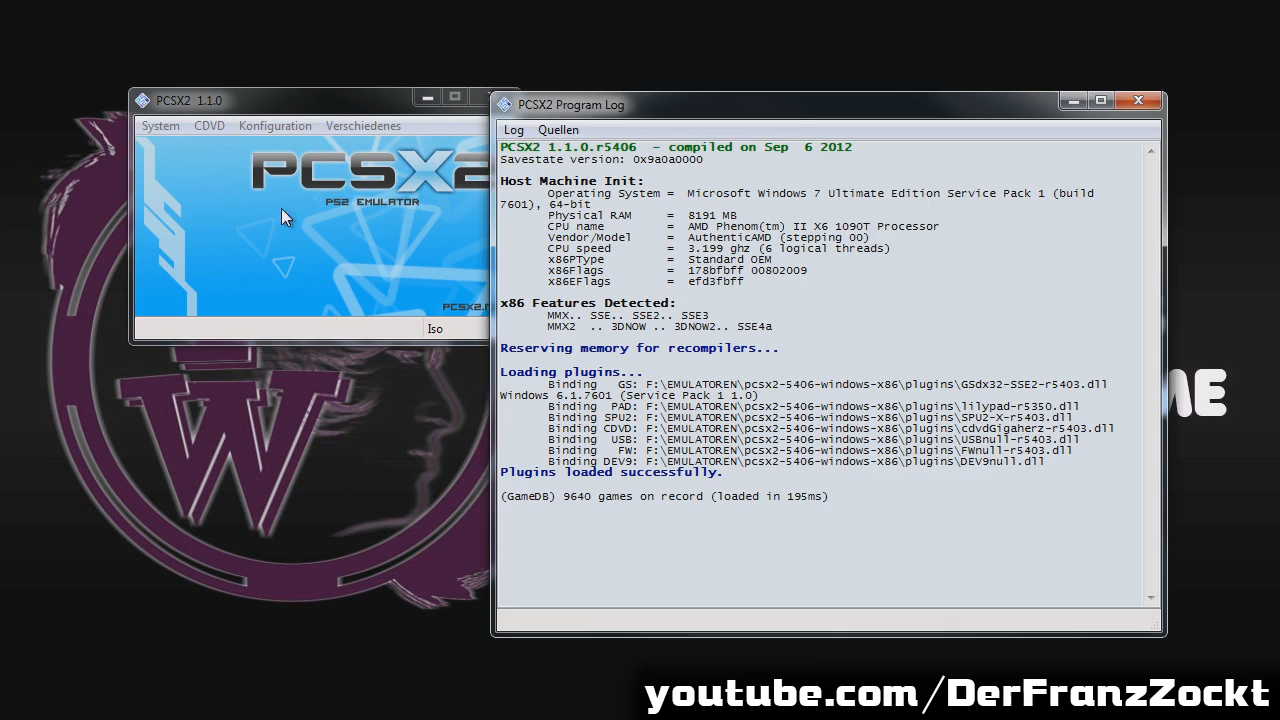 PCSX2 1.1.0
System CDVD Konfiguration Verschiedenes
PCSX2
PS2 EMULATOR
Iso
PCSX2 Program Log
Log Quellen
PCSX2 1.1.0.r5406 - compiled on Sep 6 2012
Savestate version: 0x9a0a0000
Host Machine Init:
Operating System = Microsoft Windows 7 Ultimate Edition Service Pack 1 (build
7601), 64-bit
Physical RAM = 8191 MB
CPU name = AMD Phenom(tm) II X6 1090T Processor
Vendor/Model = AuthenticAMD (stepping 00)
CPU speed = 3.199 ghz (6 logical threads)
x86PType = Standard OEM
x86Flags = 178bfbff 00802009
x86EFlags = efd3fbff
x86 Features Detected:
MMX.. SSE.. SSE2.. SSE3
MMX2 .. 3DNOW .. 3DNOW2.. SSE4a
Reserving memory for recompilers...
Loading plugins...
Binding GS: F:\EMULATOREN\pcsx2-5406-windows-x86\plugins\GSdx32-SSE2-r5403.dll
Windows 6.1.7601 (Service Pack 1 1.0)
Binding PAD: F:\EMULATOREN\pcsx2-5406-windows-x86\plugins\lilypad-r5350.dll
Binding SPU2: F:\EMULATOREN\pcsx2-5406-windows-x86\plugins\SPU2-X-r5403.dll
Binding CDVD: F:\EMULATOREN\pcsx2-5406-windows-x86\plugins\cdvdGigaherz-r5403.dll
Binding USB: F:\EMULATOREN\pcsx2-5406-windows-x86\plugins\USBnull-r5403.dll
Binding FW: F:\EMULATOREN\pcsx2-5406-windows-x86\plugins\FWnull-r5403.dll
Binding DEV9: F:\EMULATOREN\pcsx2-5406-windows-x86\plugins\DEV9null.dll
Plugins loaded successfully.
(GameDB) 9640 games on record (loaded in 195ms)
W
youtube.com/DerFranzZockt